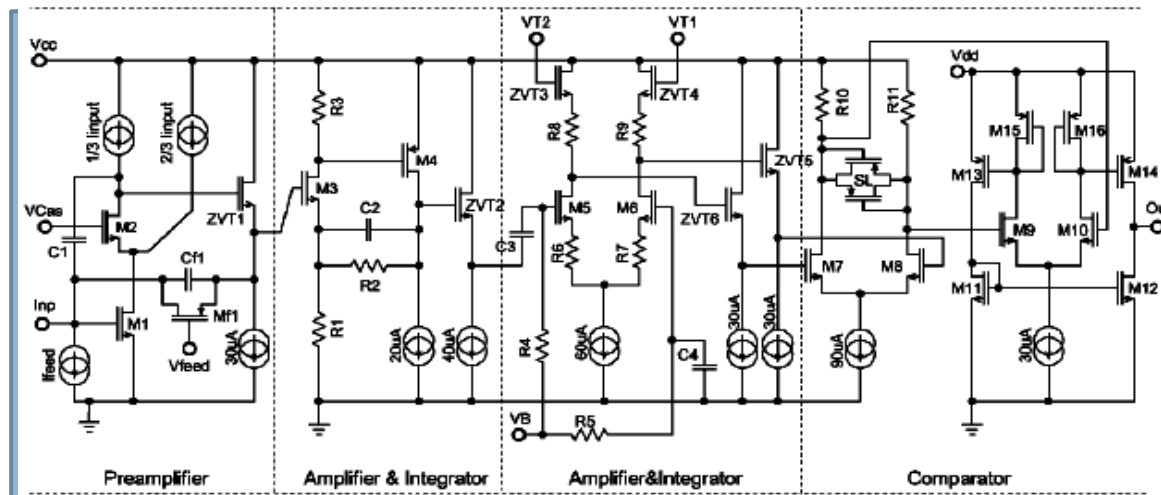 VT2
VT1
Vcc
Vdd
1/3 Iinput
2/3 Iinput
R3
ZVT3
ZVT4
R8
R9
R10
R11
M15
M16
M4
ZVT5
M13
M14
SL
M3
VCas
M2
ZVT1
C2
ZVT2
M5
M6
ZVT6
M9
M10
C1
C3
R6
R7
Cf1
R2
M7
M8
M11
M12
Inp
M1
Mf1
R1
R4
C4
Ifeed
Vfeed
30uA
20uA
40uA
60uA
30uA
30uA
90uA
30uA
VB
R5
Preamplifier
Amplifier & Integrator
Amplifier&Integrator
Comparator